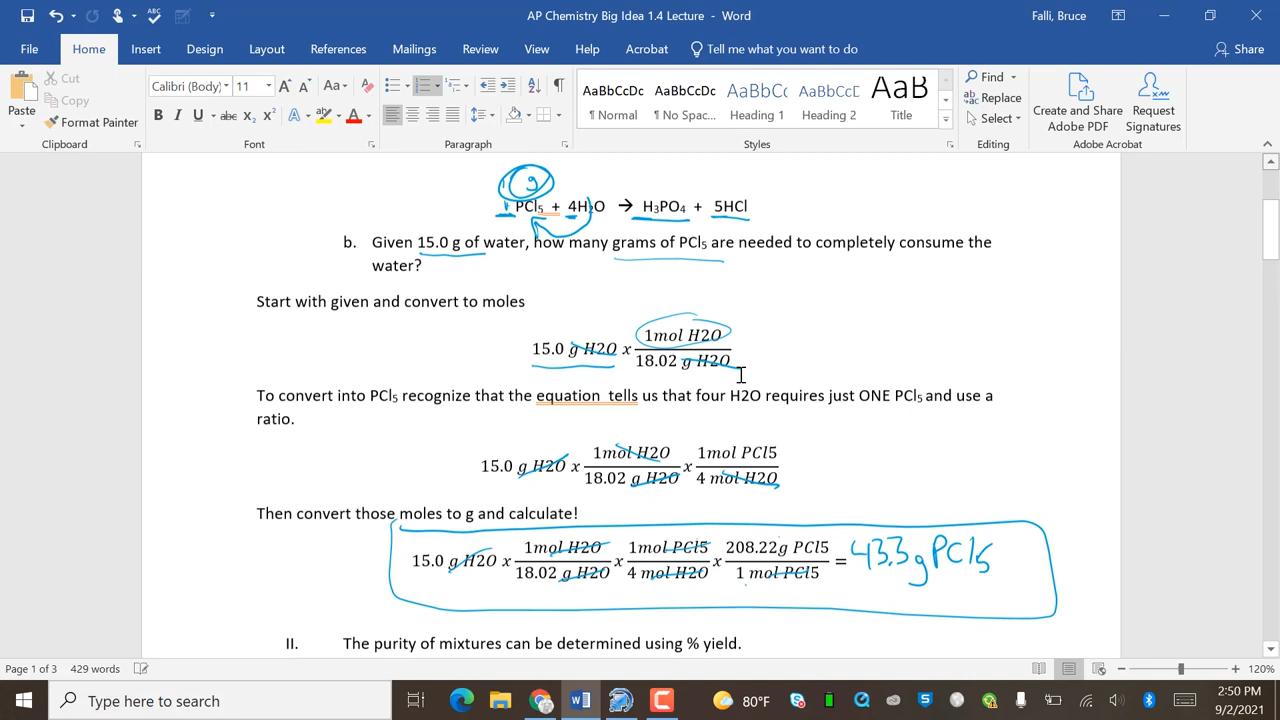 AP Chemistry Big Idea 1.4 Lecture - Word
Falli, Bruce
File Home Insert Design Layout References Mailings Review View Help Acrobat Tell me what you want to do Share
Paste
Cut
Copy
Format Painter
Clipboard
Calibri (Body) 11
Font
Paragraph
AaBbCcDc AaBbCcDc AaBbCc AaBbCcD AaB
¶ Normal ¶ No Spac... Heading 1 Heading 2 Title
Styles
Find
Replace
Select
Editing
Create and Share Adobe PDF
Request Signatures
Adobe Acrobat
g
1 PCl5 + 4H2O → H3PO4 + 5HCl
b. Given 15.0 g of water, how many grams of PCl5 are needed to completely consume the
water?
Start with given and convert to moles
15.0 g H2O x 1mol H2O / 18.02 g H2O
To convert into PCl5 recognize that the equation tells us that four H2O requires just ONE PCl5 and use a
ratio.
15.0 g H2O x 1mol H2O / 18.02 g H2O x 1mol PCl5 / 4 mol H2O
Then convert those moles to g and calculate!
15.0 g H2O x 1mol H2O / 18.02 g H2O x 1mol PCl5 / 4 mol H2O x 208.22g PCl5 / 1 mol PCl5 = 43.3g PCl5
II. The purity of mixtures can be determined using % yield.
Page 1 of 3 429 words 120%
Type here to search
80°F
2:50 PM
9/2/2021